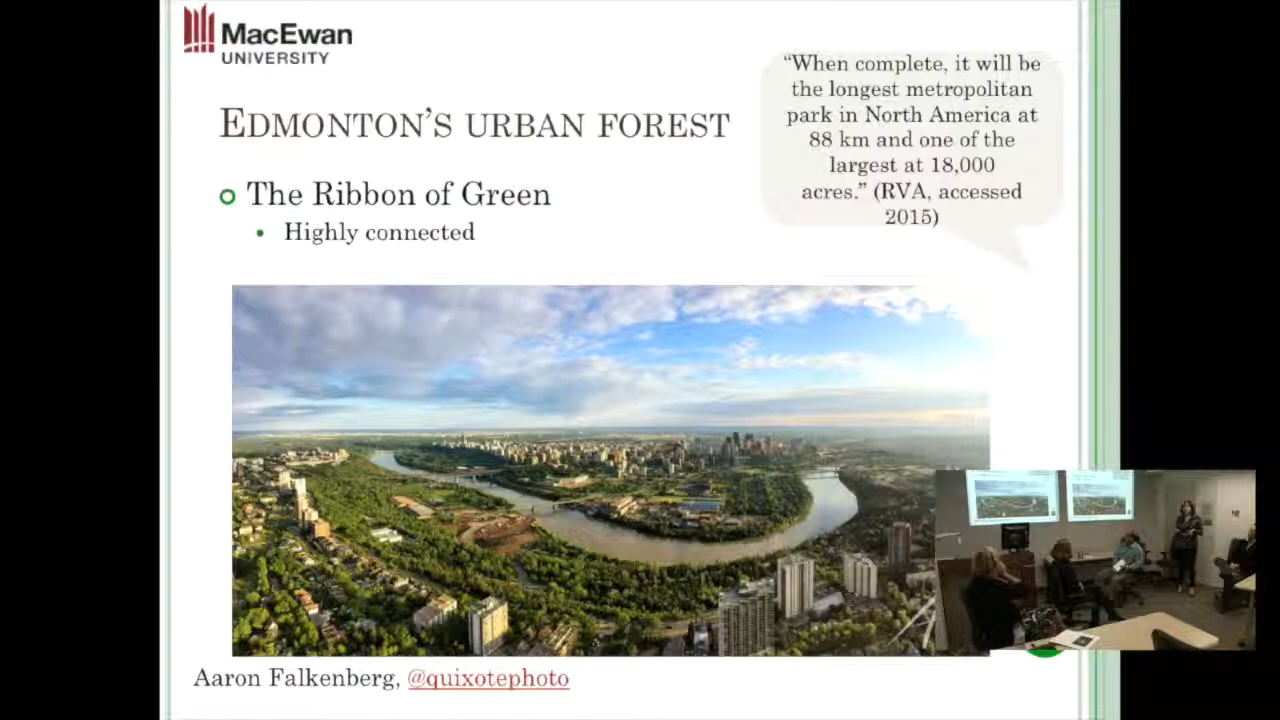 MacEwan
UNIVERSITY
EDMONTON'S URBAN FOREST
“When complete, it will be
the longest metropolitan
park in North America at
88 km and one of the
largest at 18,000
acres.” (RVA, accessed
2015)
The Ribbon of Green
• Highly connected
Aaron Falkenberg, @quixotephoto